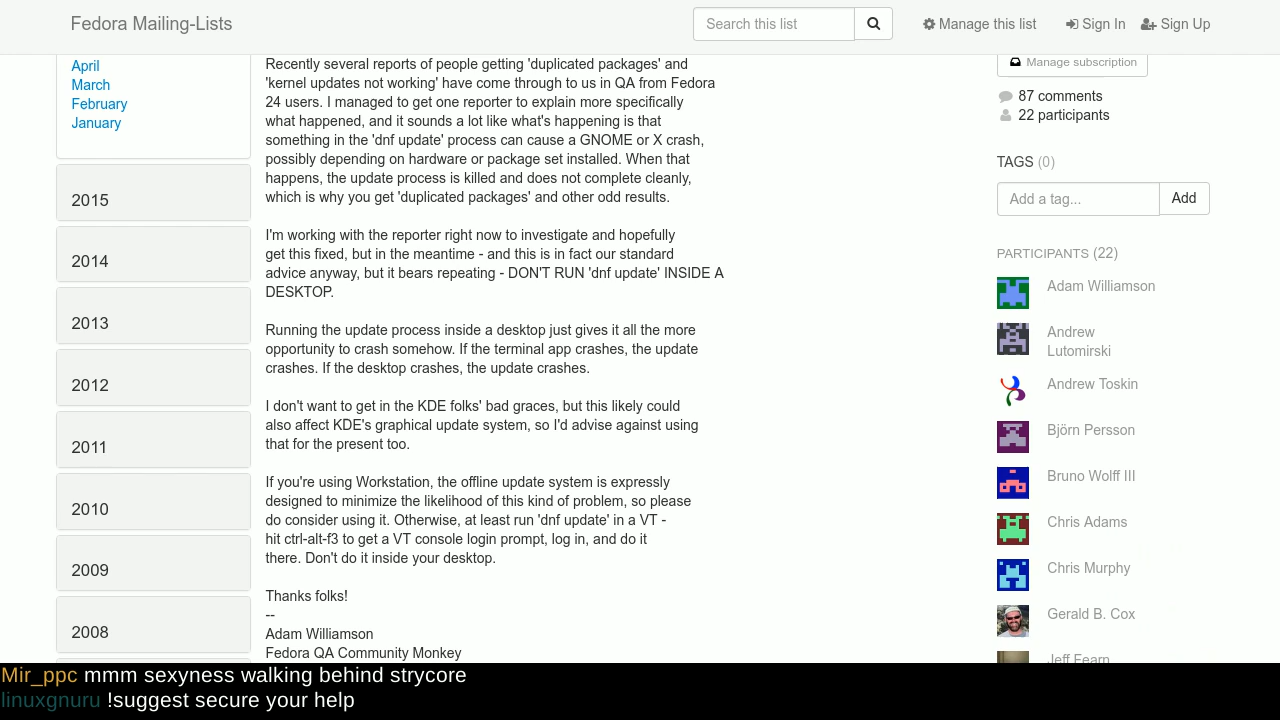 Fedora Mailing-Lists
Search this list
Manage this list
Sign In
Sign Up
April
March
February
January
2015
2014
2013
2012
2011
2010
2009
2008
Recently several reports of people getting 'duplicated packages' and
'kernel updates not working' have come through to us in QA from Fedora
24 users. I managed to get one reporter to explain more specifically
what happened, and it sounds a lot like what's happening is that
something in the 'dnf update' process can cause a GNOME or X crash,
possibly depending on hardware or package set installed. When that
happens, the update process is killed and does not complete cleanly,
which is why you get 'duplicated packages' and other odd results.
I'm working with the reporter right now to investigate and hopefully
get this fixed, but in the meantime - and this is in fact our standard
advice anyway, but it bears repeating - DON'T RUN 'dnf update' INSIDE A
DESKTOP.
Running the update process inside a desktop just gives it all the more
opportunity to crash somehow. If the terminal app crashes, the update
crashes. If the desktop crashes, the update crashes.
I don't want to get in the KDE folks' bad graces, but this likely could
also affect KDE's graphical update system, so I'd advise against using
that for the present too.
If you're using Workstation, the offline update system is expressly
designed to minimize the likelihood of this kind of problem, so please
do consider using it. Otherwise, at least run 'dnf update' in a VT -
hit ctrl-alt-f3 to get a VT console login prompt, log in, and do it
there. Don't do it inside your desktop.
Thanks folks!
--
Adam Williamson
Fedora QA Community Monkey
Manage subscription
87 comments
22 participants
TAGS (0)
Add a tag...
Add
PARTICIPANTS (22)
Adam Williamson
Andrew
Lutomirski
Andrew Toskin
Björn Persson
Bruno Wolff III
Chris Adams
Chris Murphy
Gerald B. Cox
Jeff Fearn
Mir_ppc mmm sexyness walking behind strycore
linuxgnuru !suggest secure your help